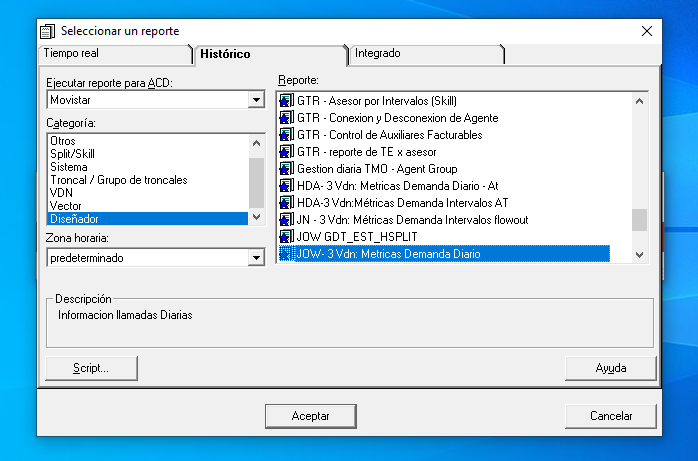 Seleccionar un reporte
Tiempo real
Histórico
Integrado
Ejecutar reporte para ACD:
Movistar
Categoría:
Otros
Split/Skill
Sistema
Troncal / Grupo de troncales
VDN
Vector
Diseñador
Zona horaria:
predeterminado
Reporte:
GTR - Asesor por Intervalos (Skill)
GTR - Conexion y Desconexion de Agente
GTR - Control de Auxiliares Facturables
GTR - reporte de TE x asesor
Gestion diaria TMO - Agent Group
HDA- 3 Vdn: Metricas Demanda Diario - At
HDA-3 Vdn:Métricas Demanda Intervalos AT
JN - 3 Vdn: Metricas Demanda Intervalos flowout
JOW GDT_EST_HSPLIT
JOW- 3 Vdn: Metricas Demanda Diario
Descripción
Informacion llamadas Diarias
Script...
Ayuda
Aceptar
Cancelar